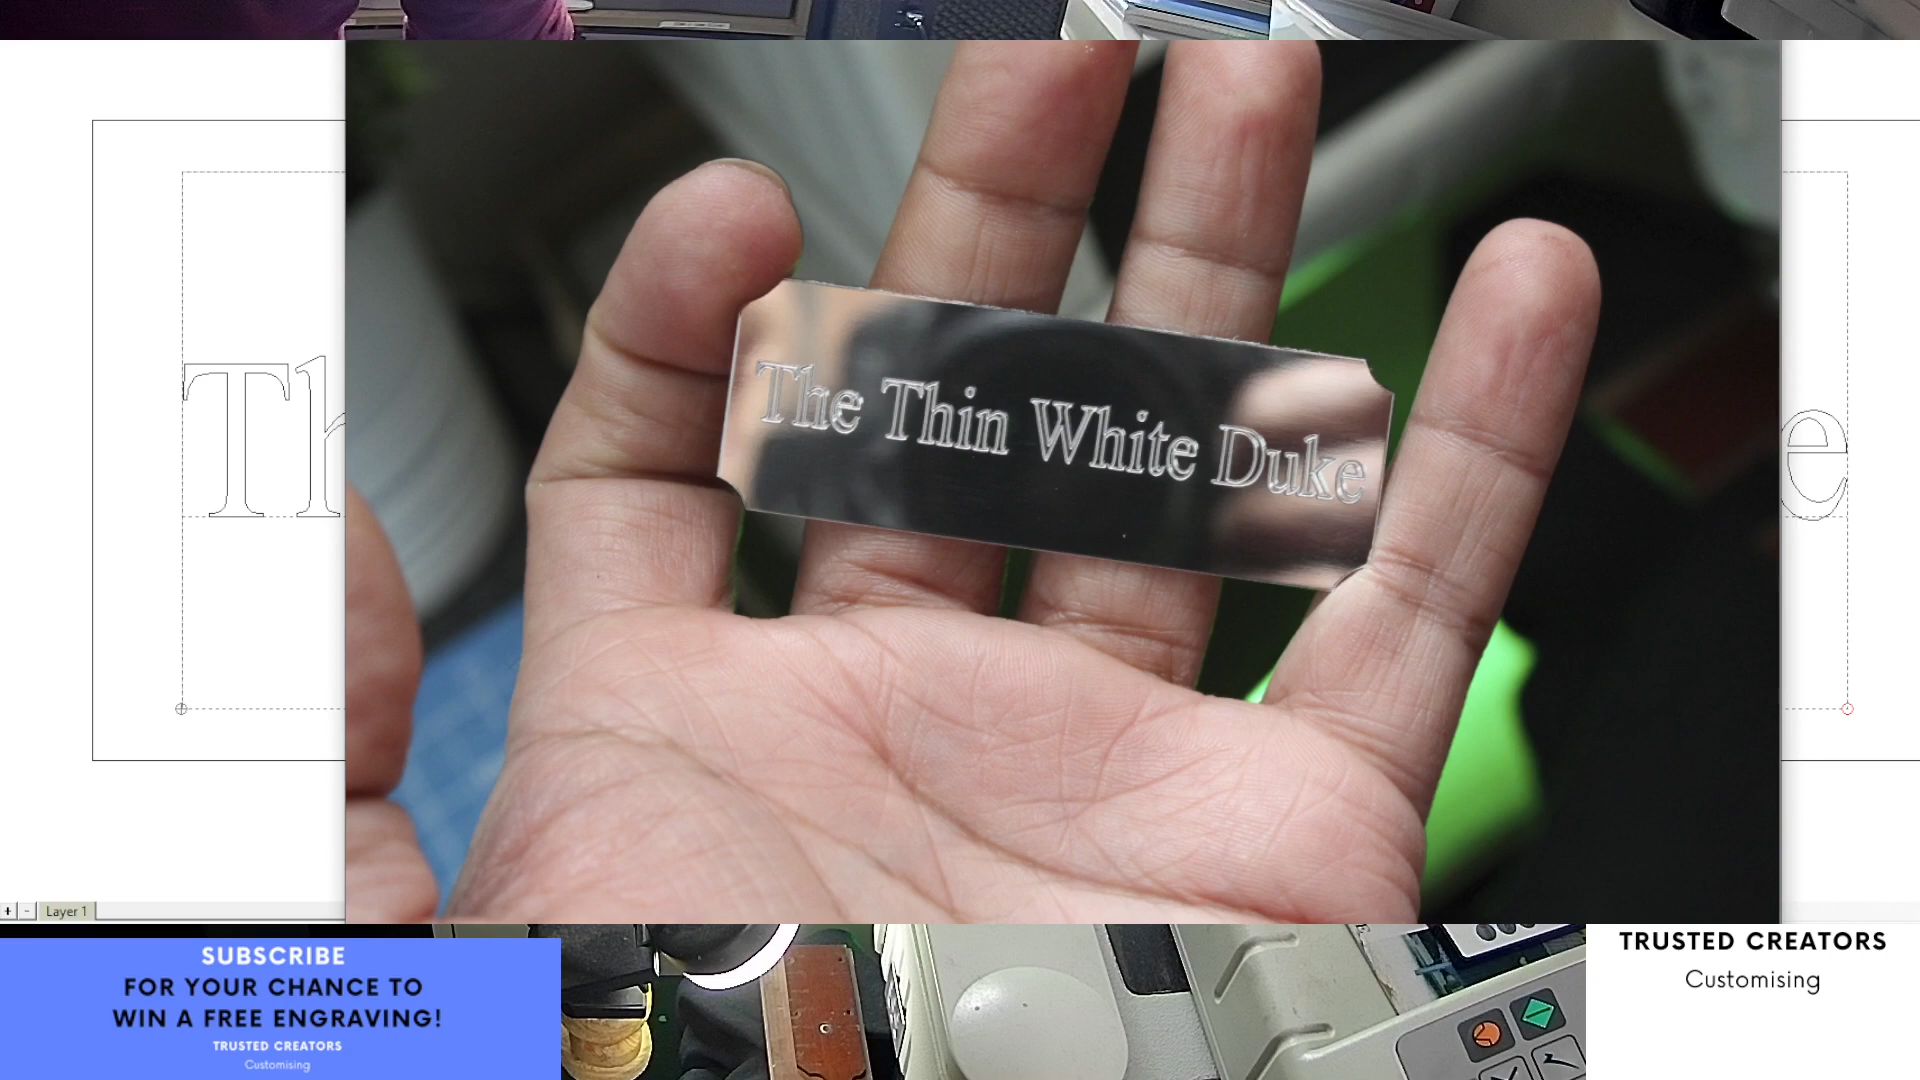 Th
e
The Thin White Duke
+ - Layer 1
SUBSCRIBE
FOR YOUR CHANCE TO
WIN A FREE ENGRAVING!
TRUSTED CREATORS
Customising
TRUSTED CREATORS
Customising